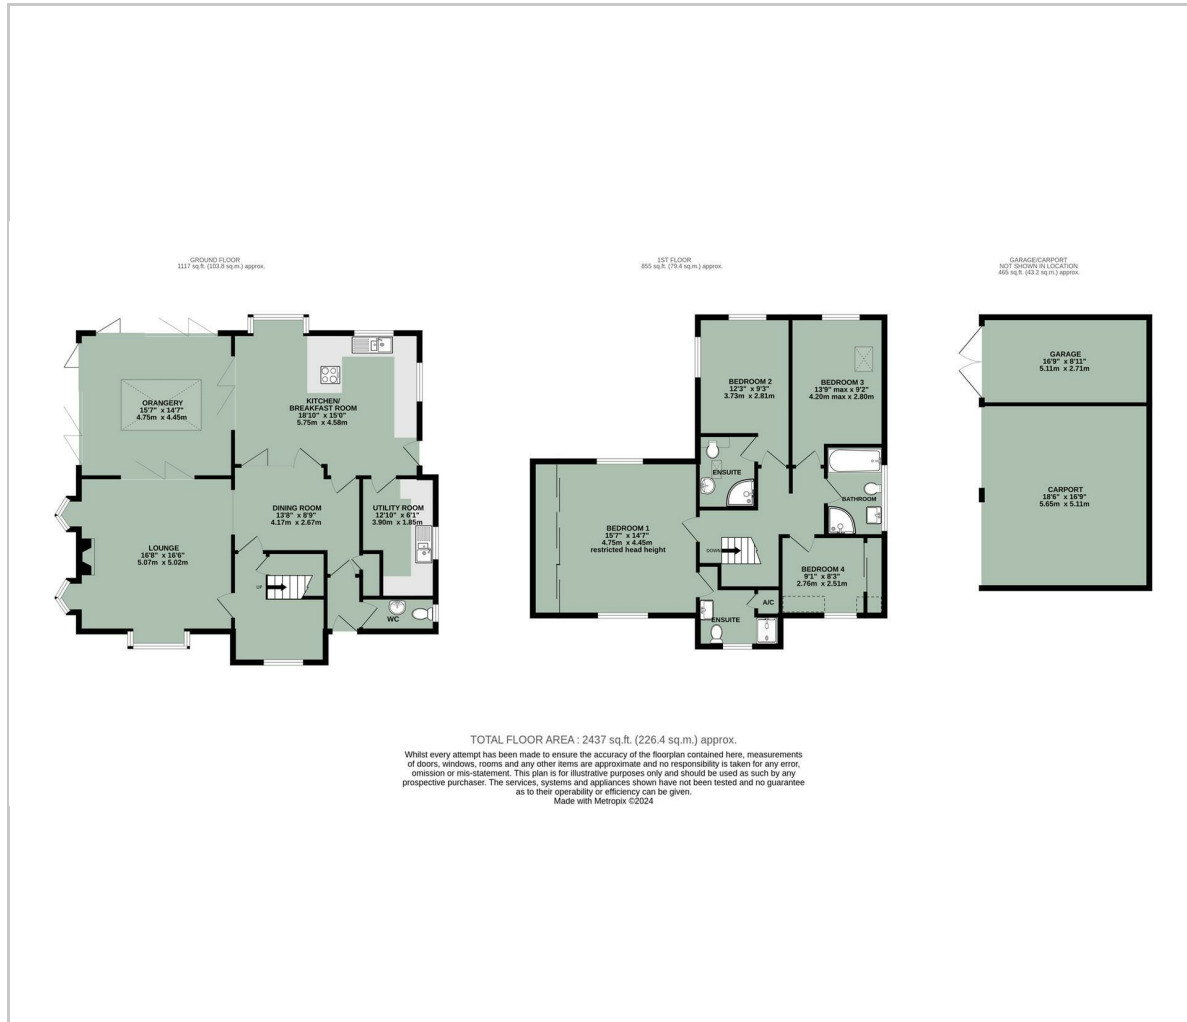 GROUND FLOOR
1117 sq.ft. (103.8 sq.m.) approx.
1ST FLOOR
855 sq.ft. (79.4 sq.m.) approx.
GARAGE/CARPORT
NOT SHOWN IN LOCATION
465 sq.ft. (43.2 sq.m.) approx.
ORANGERY
15'7" x 14'7"
4.75m x 4.45m
KITCHEN/
BREAKFAST ROOM
18'10" x 15'0"
5.75m x 4.58m
DINING ROOM
13'8" x 8'9"
4.17m x 2.67m
UTILITY ROOM
12'10" x 6'1"
3.90m x 1.85m
LOUNGE
16'8" x 16'6"
5.07m x 5.02m
UP
WC
BEDROOM 2
12'3" x 9'3"
3.73m x 2.81m
BEDROOM 3
13'9" max x 9'2"
4.20m max x 2.80m
ENSUITE
BATHROOM
BEDROOM 1
15'7" x 14'7"
4.75m x 4.45m
restricted head height
DOWN
BEDROOM 4
9'1" x 8'3"
2.76m x 2.51m
A/C
ENSUITE
GARAGE
16'9" x 8'11"
5.11m x 2.71m
CARPORT
18'6" x 16'9"
5.65m x 5.11m
TOTAL FLOOR AREA : 2437 sq.ft. (226.4 sq.m.) approx.
Whilst every attempt has been made to ensure the accuracy of the floorplan contained here, measurements
of doors, windows, rooms and any other items are approximate and no responsibility is taken for any error,
omission or mis-statement. This plan is for illustrative purposes only and should be used as such by any
prospective purchaser. The services, systems and appliances shown have not been tested and no guarantee
as to their operability or efficiency can be given.
Made with Metropix ©2024